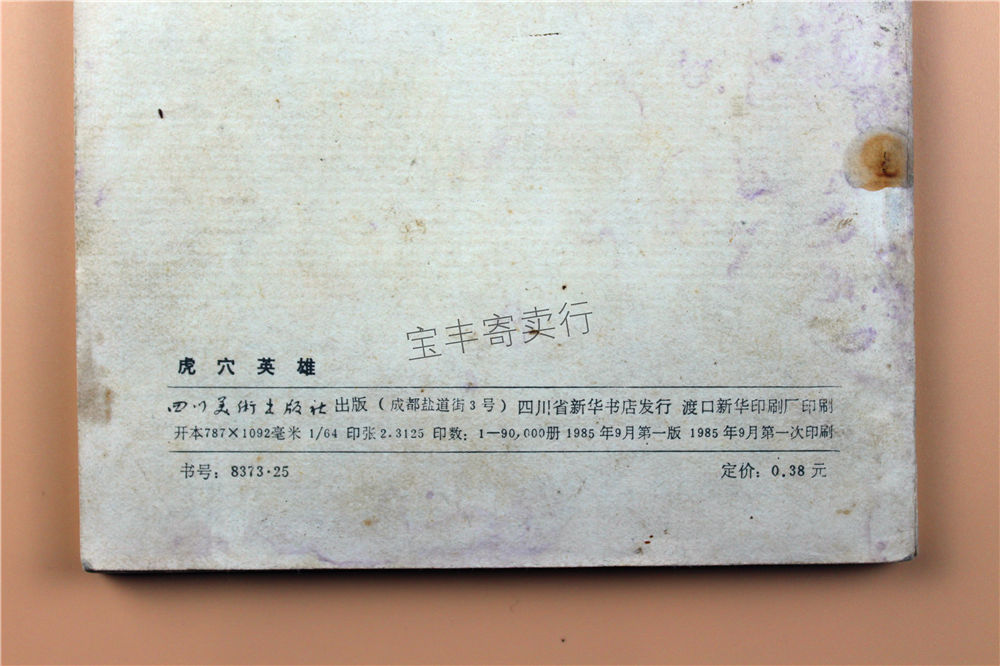 宝丰寄卖行
虎穴英雄
四川美術出版社 出版（成都盐道街3号）四川省新华书店发行 渡口新华印刷厂印刷
开本787×1092毫米 1/64 印张2.3125 印数：1—90,000册 1985年9月第一版 1985年9月第一次印刷
书号：8373·25 定价：0.38元